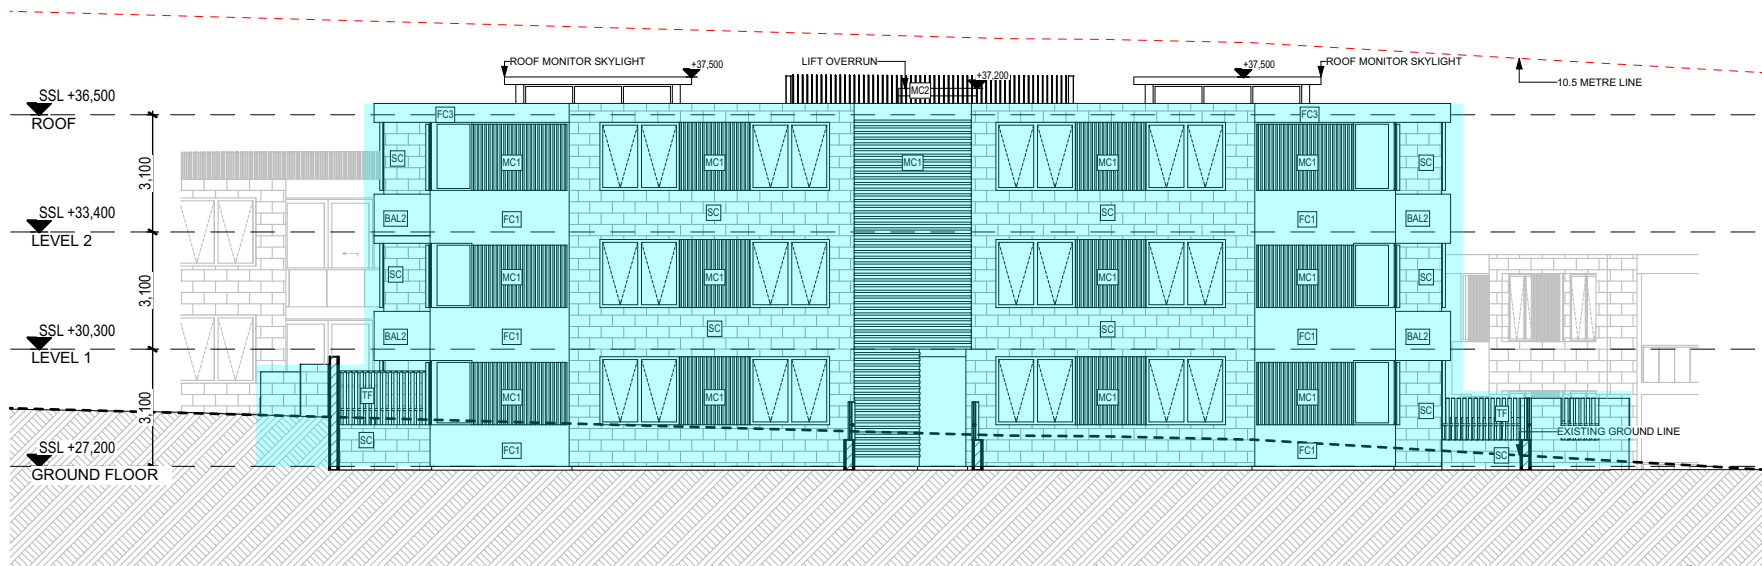 ROOF MONITOR SKYLIGHT
+37,500
LIFT OVERRUN
+37,200
MC2
+37,500
ROOF MONITOR SKYLIGHT
10.5 METRE LINE
SSL +36,500
ROOF
FC3
FC3
3,100
SC
MC1
MC1
MC1
MC1
MC1
SC
SSL +33,400
LEVEL 2
BAL2
FC1
SC
SC
FC1
BAL2
3,100
SC
MC1
MC1
MC1
MC1
SC
SSL +30,300
LEVEL 1
BAL2
FC1
SC
SC
FC1
BAL2
3,100
TF
MC1
MC1
MC1
MC1
SC
TF
EXISTING GROUND LINE
SSL +27,200
GROUND FLOOR
SC
FC1
FC1
SC